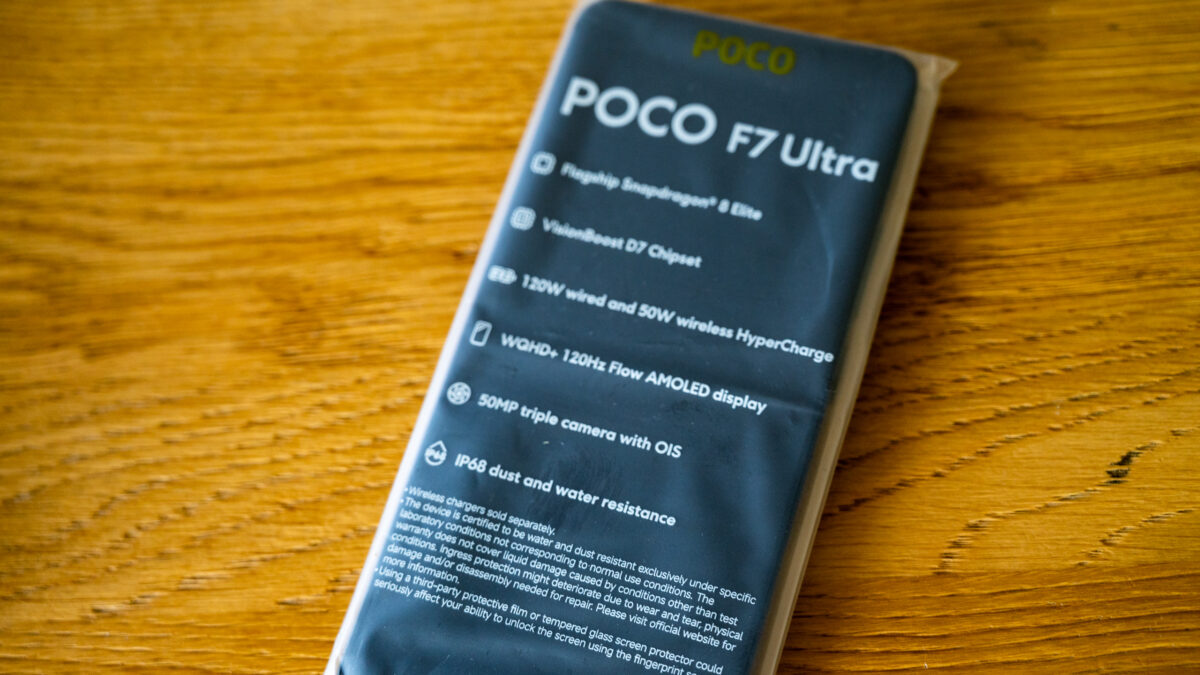 POCO
POCO F7 Ultra
Flagship Snapdragon® 8 Elite
VisionBoost D7 Chipset
120W wired and 50W wireless HyperCharge
WQHD+ 120Hz Flow AMOLED display
50MP triple camera with OIS
IP68 dust and water resistance
• Wireless chargers sold separately.
• The device is certified to be water and dust resistant exclusively under specific
laboratory conditions not corresponding to normal use conditions. The
warranty does not cover liquid damage caused by conditions other than test
conditions. Ingress protection might deteriorate due to wear and tear, physical
damage and/or disassembly needed for repair. Please visit official website for
more information.
• Using a third-party protective film or tempered glass screen protector could
seriously affect your ability to unlock the screen using the fingerprint